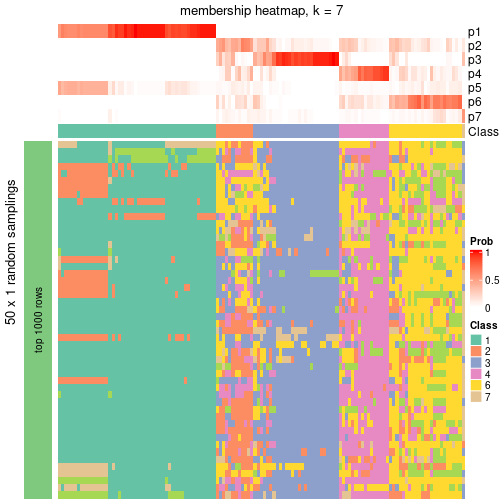 membership heatmap, k = 7
p1
p2
p3
p4
p5
p6
p7
Class
50 x 1 random samplings
top 1000 rows
Prob
1
0.5
0
Class
1
2
3
4
6
7